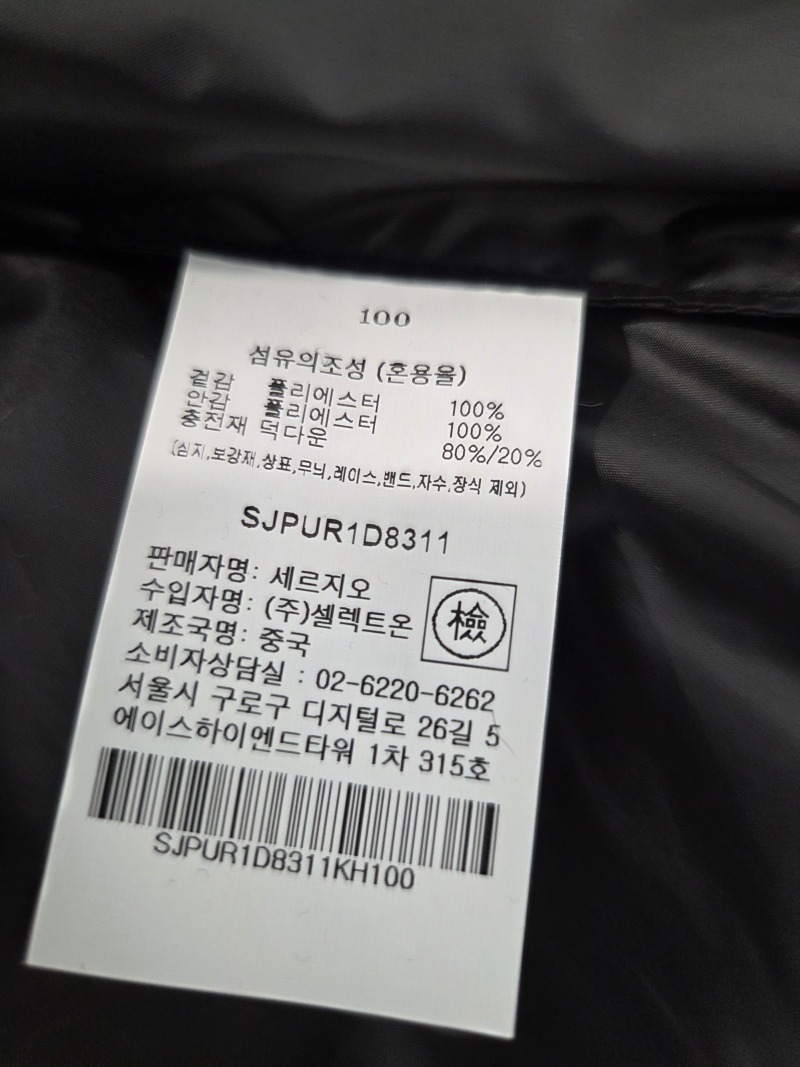 100
섬유의조성 (혼용율)
겉감 폴리에스터 100%
안감 폴리에스터 100%
충전재 덕다운 80%/20%
(심지,보강재,상표,무늬,레이스,밴드,자수,장식 제외)
SJPUR1D8311
판매자명: 세르지오
수입자명: (주)셀렉트온
檢
제조국명: 중국
소비자상담실 : 02-6220-6262
서울시 구로구 디지털로 26길 5
에이스하이엔드타워 1차 315호
SJPUR1D8311KH100